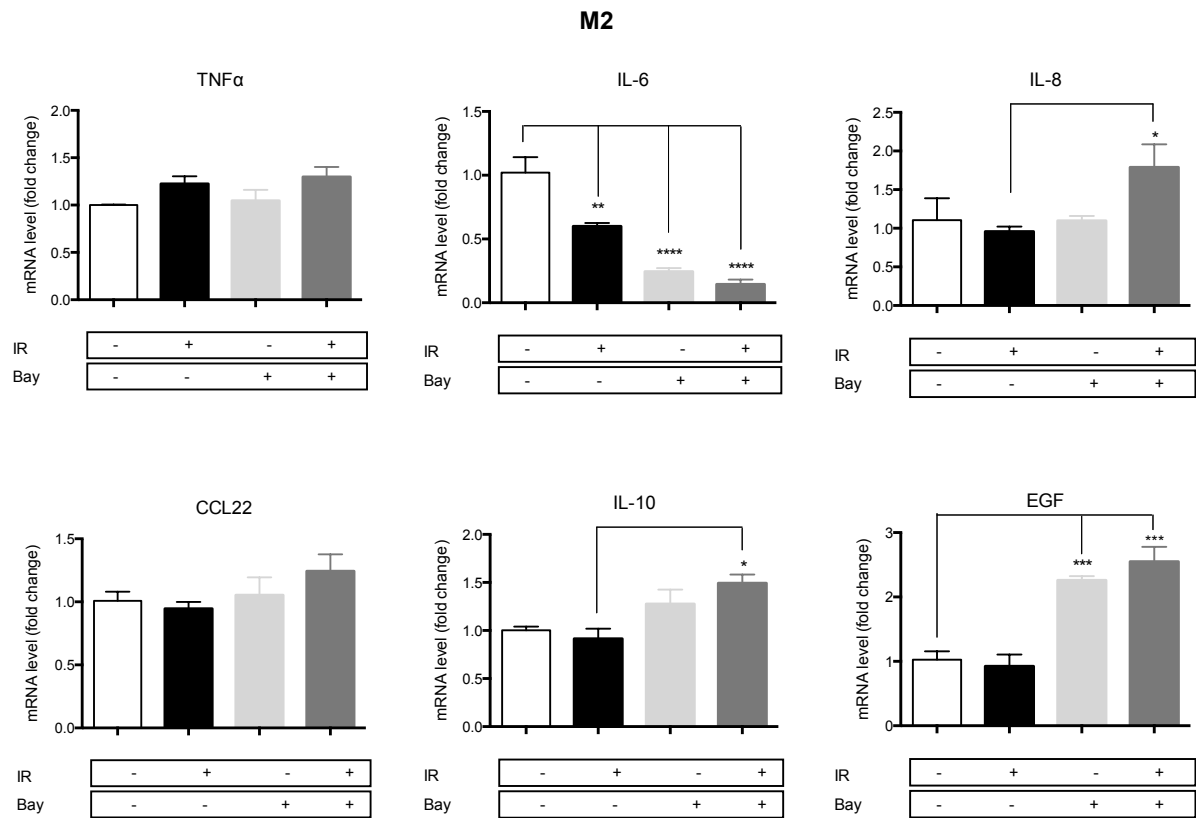 M2
TNFα
mRNA level (fold change)
2.0
1.5
1.0
0.5
0.0
IR - + - +
Bay - - + +
IL-6
mRNA level (fold change)
1.5
1.0
0.5
0.0
**
****
****
- + - +
- - + +
IL-8
mRNA level (fold change)
2.5
2.0
1.5
1.0
0.5
0.0
*
IR - + - +
Bay - - + +
CCL22
mRNA level (fold change)
1.5
1.0
0.5
0.0
IR - + - +
Bay - - + +
IL-10
mRNA level (fold change)
2.0
1.5
1.0
0.5
0.0
*
IR - + - +
Bay - - + +
EGF
mRNA level (fold change)
3
2
1
0
***
***
IR - + - +
Bay - - + +